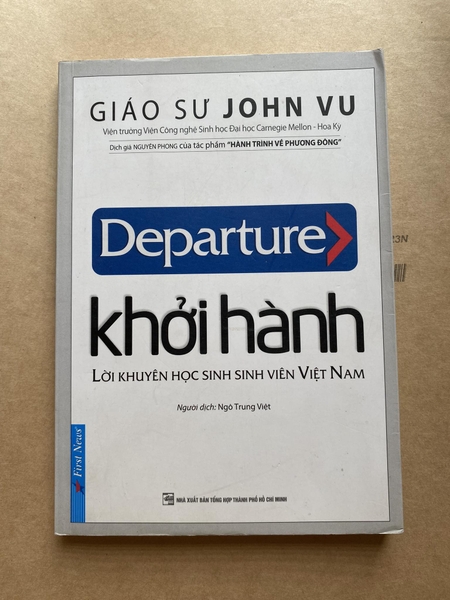 GIÁO SƯ JOHN VU
Viện trưởng Viện Công nghệ Sinh học Đại học Carnegie Mellon - Hoa Kỳ
Dịch giả NGUYÊN PHONG của tác phẩm "HÀNH TRÌNH VỀ PHƯƠNG ĐÔNG"
Departure
khởi hành
LỜI KHUYÊN HỌC SINH SINH VIÊN VIỆT NAM
Người dịch: Ngô Trung Việt
First News
NHÀ XUẤT BẢN TỔNG HỢP THÀNH PHỐ HỒ CHÍ MINH
23N